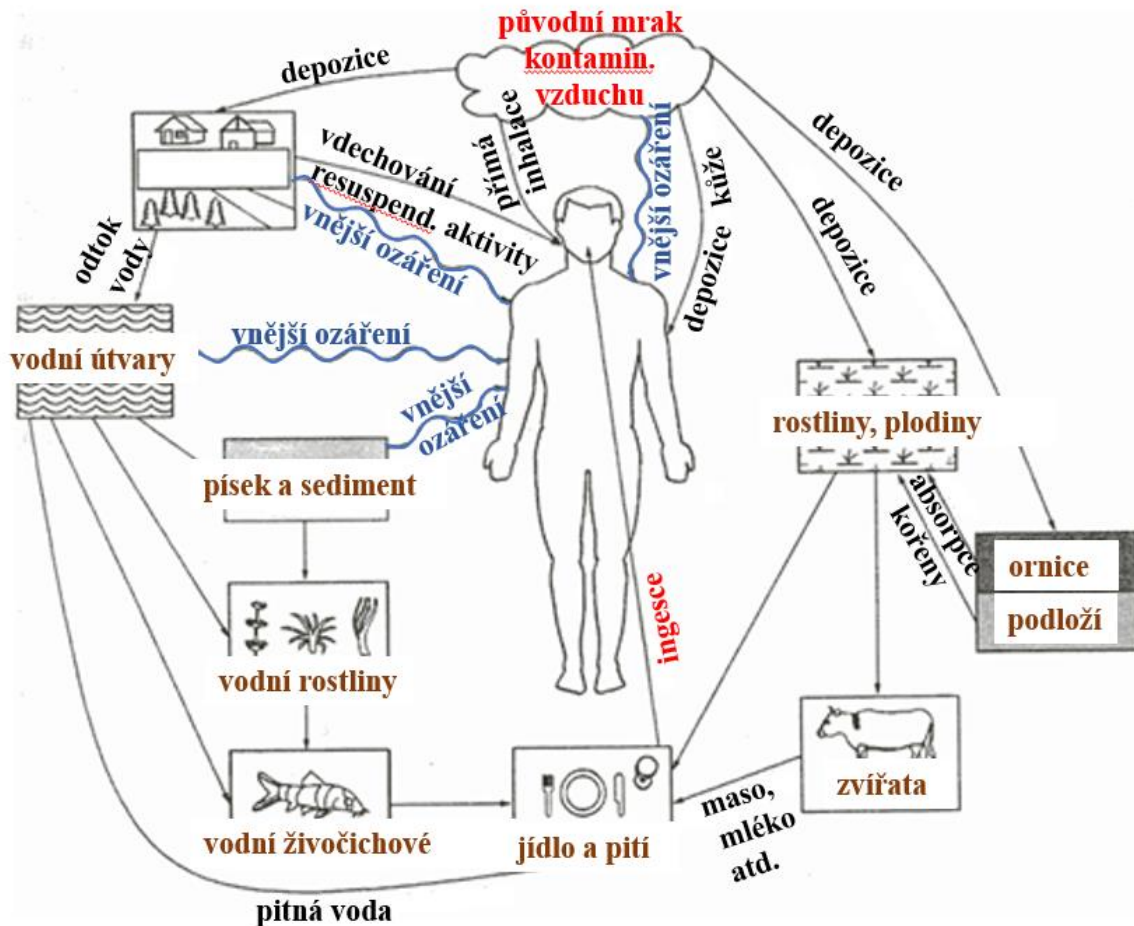 původní mrak
kontamin.
vzduchu
depozice
přímá
inhalace
vnější ozáření
depozice kůže
depozice
depozice
vdechování
resuspend. aktivity
vnější ozáření
odtok
vody
vodní útvary
vnější ozáření
vnější
ozáření
písek a sediment
rostliny, plodiny
absorpce
kořeny
ornice
podloží
ingesce
vodní rostliny
vodní živočichové
jídlo a pití
maso,
mléko
atd.
zvířata
pitná voda